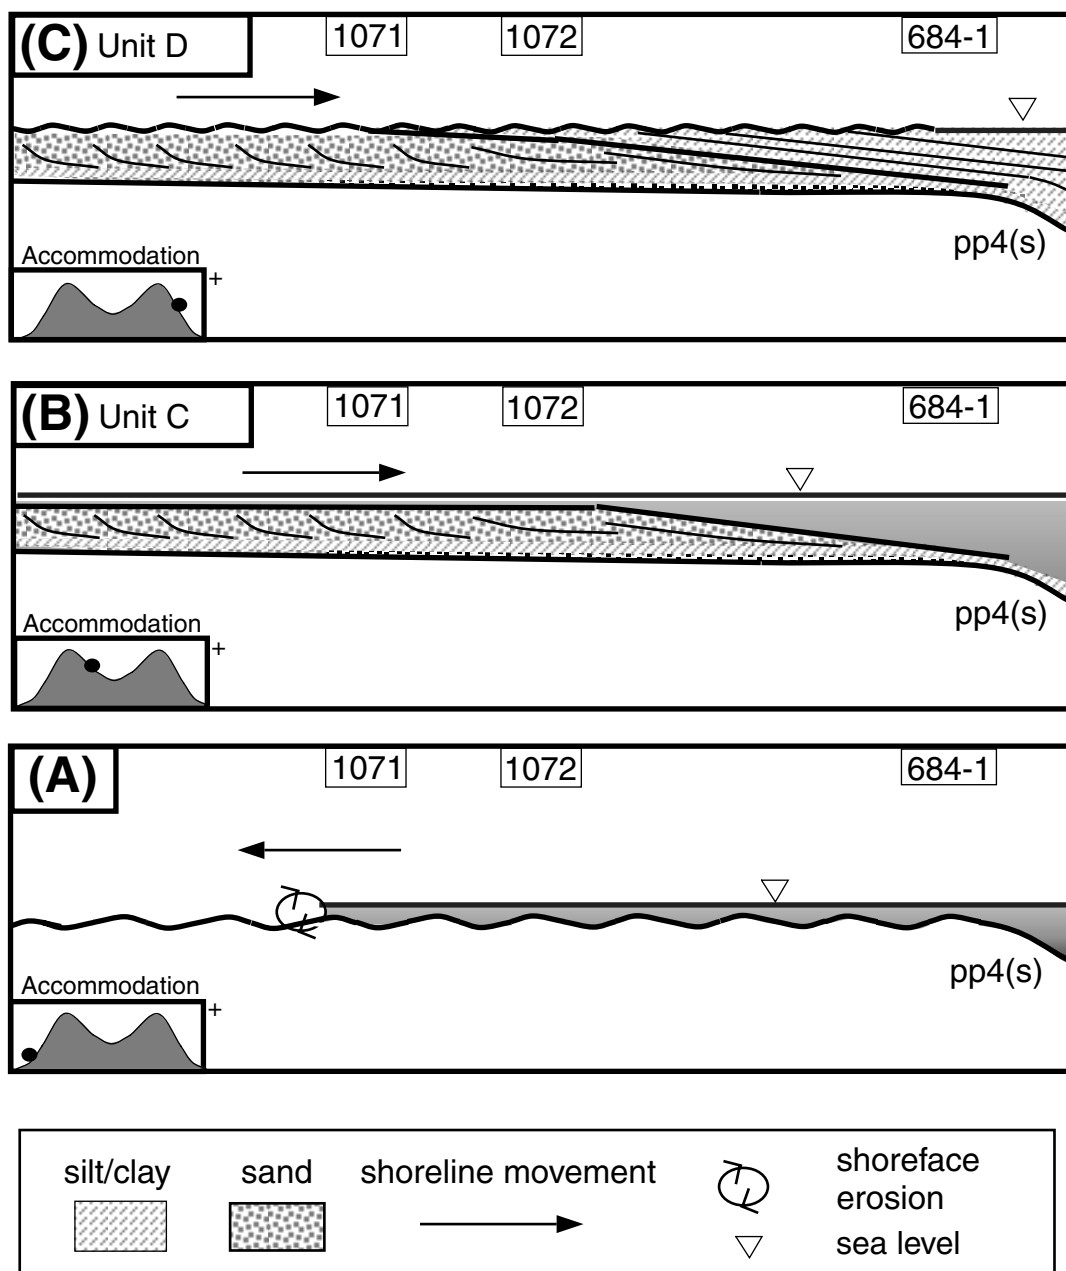 (C) Unit D
1071
1072
684-1
pp4(s)
Accommodation
+
(B) Unit C
1071
1072
684-1
pp4(s)
Accommodation
+
(A)
1071
1072
684-1
pp4(s)
Accommodation
+
silt/clay
sand
shoreline movement
shoreface
erosion
sea level